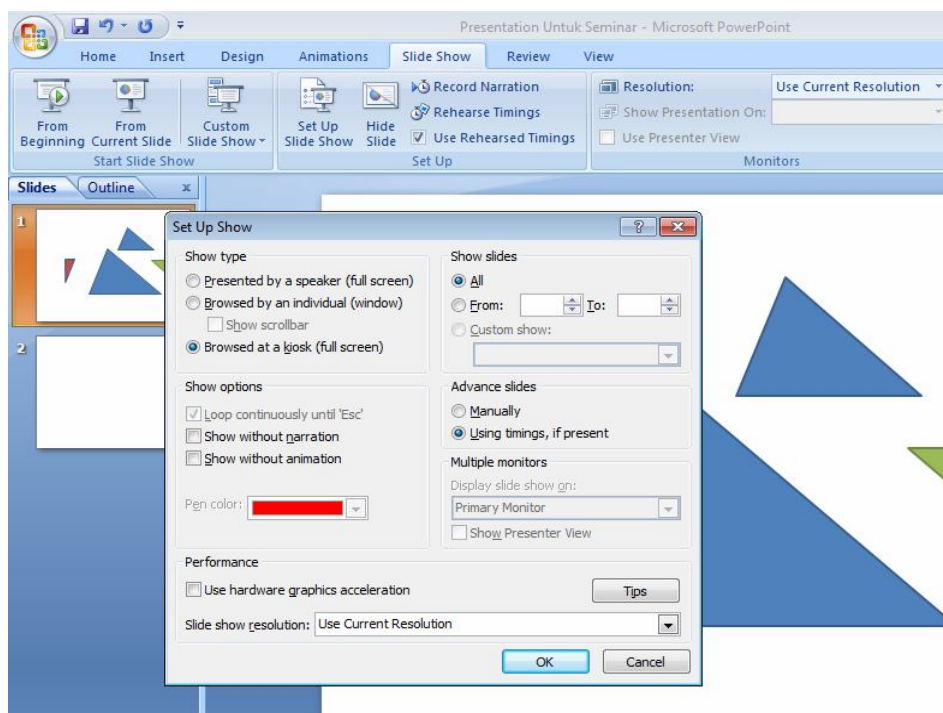 Presentation Untuk Seminar - Microsoft PowerPoint
Home Insert Design Animations Slide Show Review View
From Beginning
From Current Slide
Custom Slide Show
Start Slide Show
Set Up Slide Show
Hide Slide
Record Narration
Rehearse Timings
Use Rehearsed Timings
Set Up
Resolution: Use Current Resolution
Show Presentation On:
Use Presenter View
Monitors
Slides Outline x
1
2
Set Up Show ?
Show type
Presented by a speaker (full screen)
Browsed by an individual (window)
Show scrollbar
Browsed at a kiosk (full screen)
Show slides
All
From: To:
Custom show:
Show options
Loop continuously until 'Esc'
Show without narration
Show without animation
Pen color:
Advance slides
Manually
Using timings, if present
Multiple monitors
Display slide show on:
Primary Monitor
Show Presenter View
Performance
Use hardware graphics acceleration
Tips
Slide show resolution: Use Current Resolution
OK Cancel